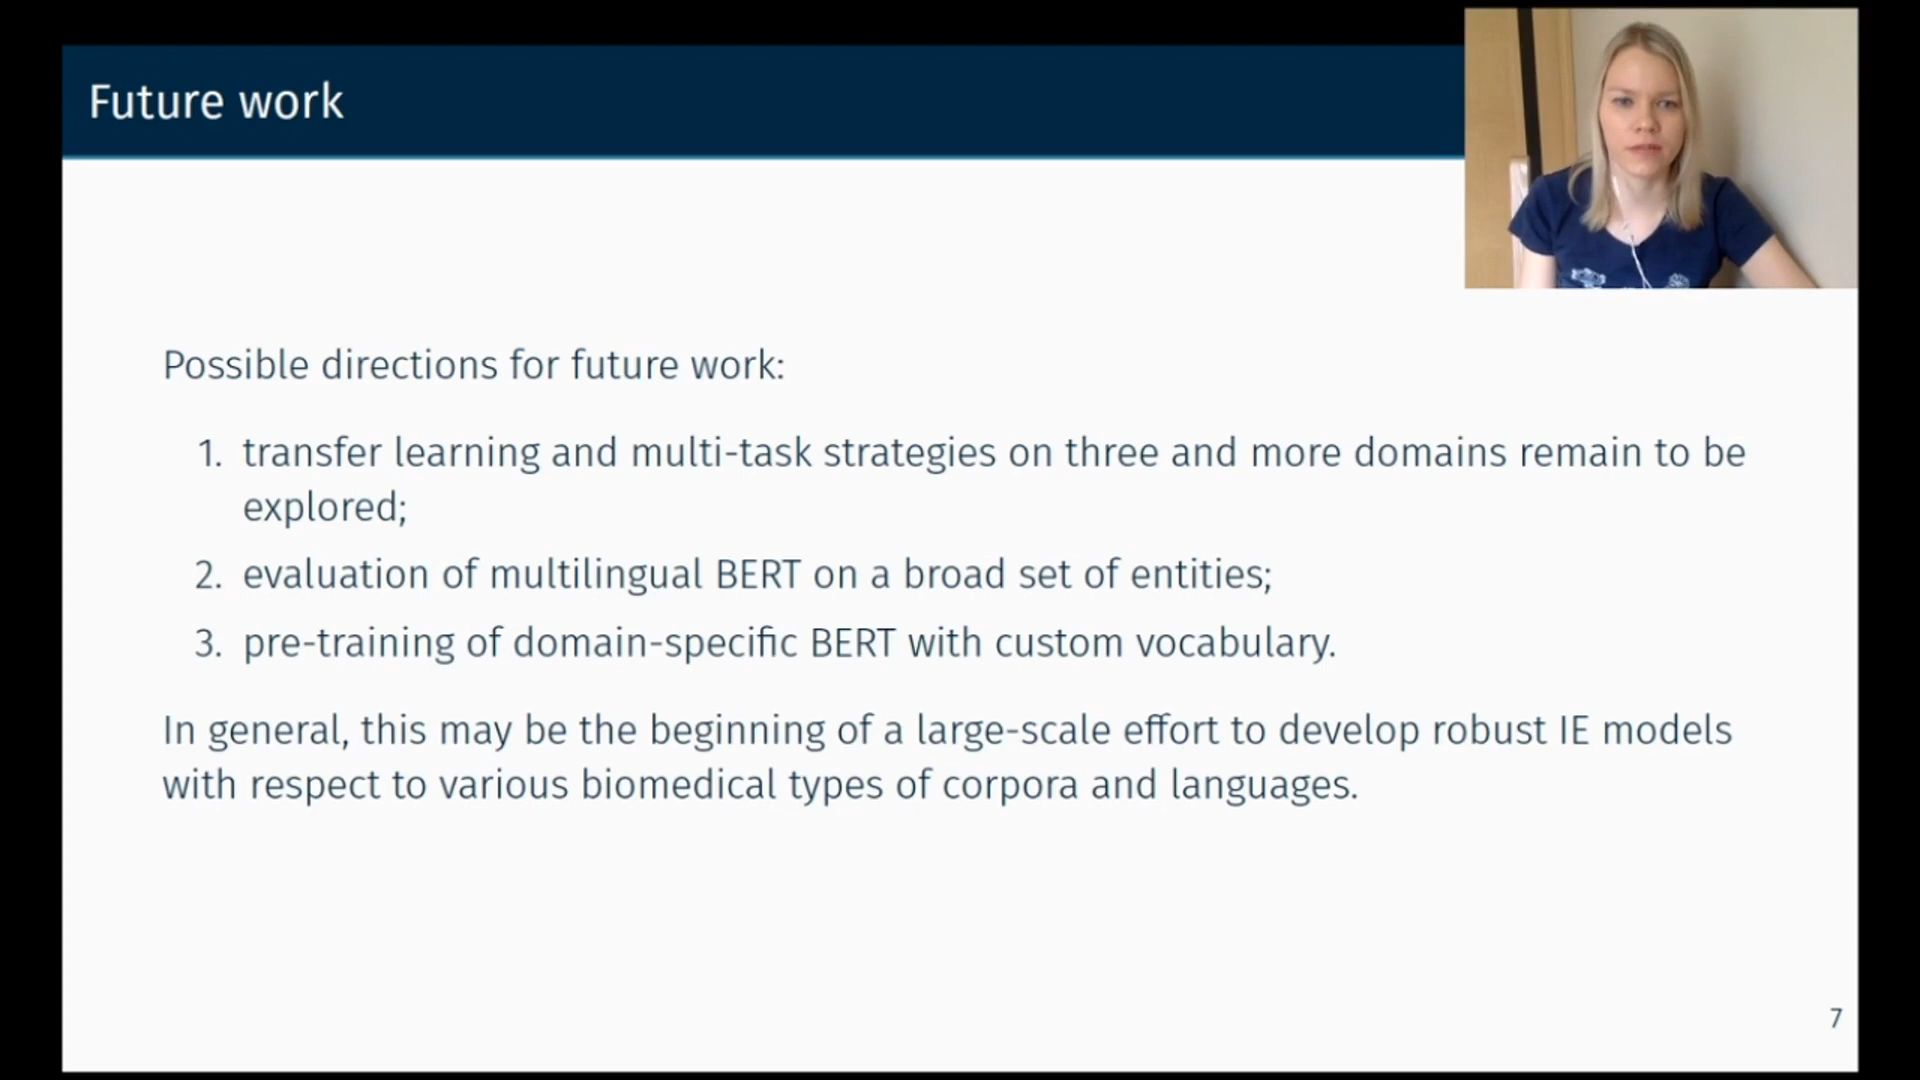 Future work
Possible directions for future work:
1. transfer learning and multi-task strategies on three and more domains remain to be
explored;
2. evaluation of multilingual BERT on a broad set of entities;
3. pre-training of domain-specific BERT with custom vocabulary.
In general, this may be the beginning of a large-scale effort to develop robust IE models
with respect to various biomedical types of corpora and languages.
7